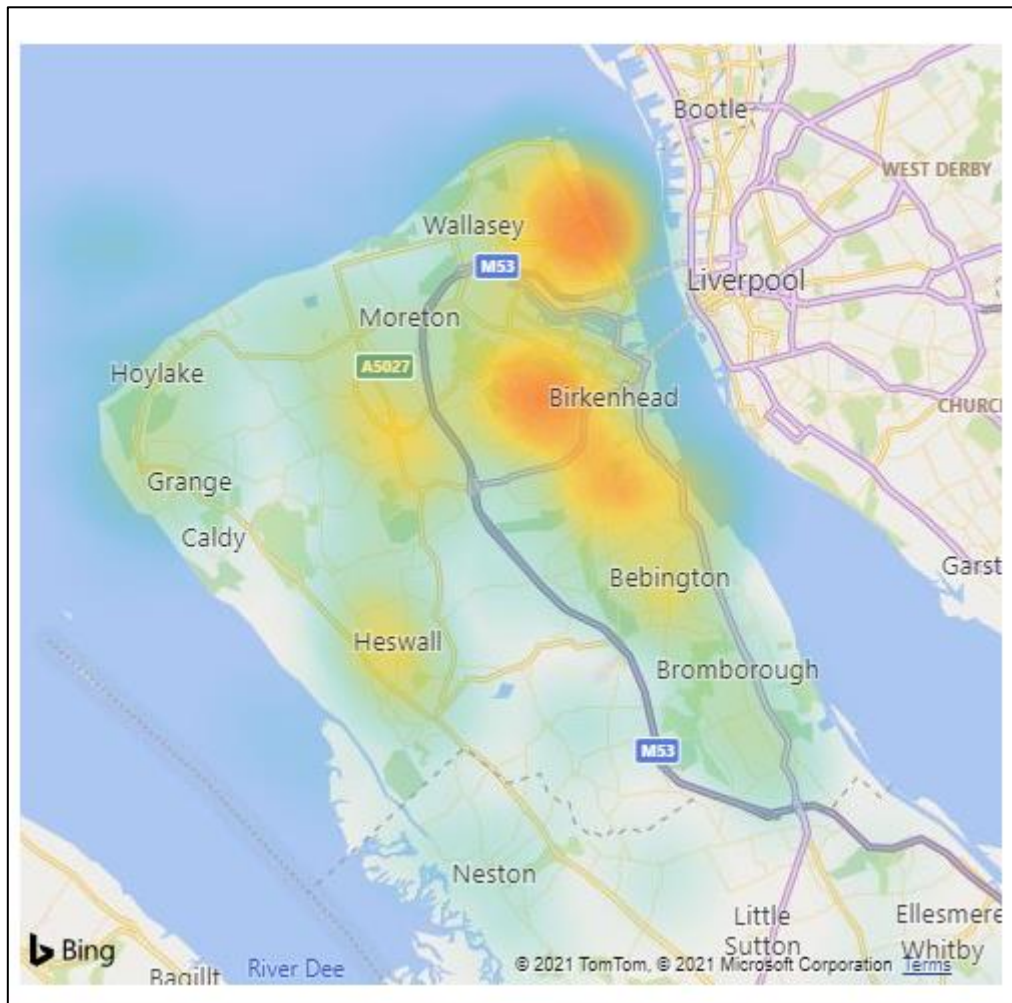 Bootle
WEST DERBY
Wallasey
M53
Liverpool
Moreton
A5027
Hoylake
Birkenhead
CHURC
Grange
Caldy
Garst
Bebington
Heswall
Bromborough
M53
Neston
Little
Sutton
Ellesmere
Whitby
Bing
Bagillt
River Dee
© 2021 TomTom, © 2021 Microsoft Corporation Terms